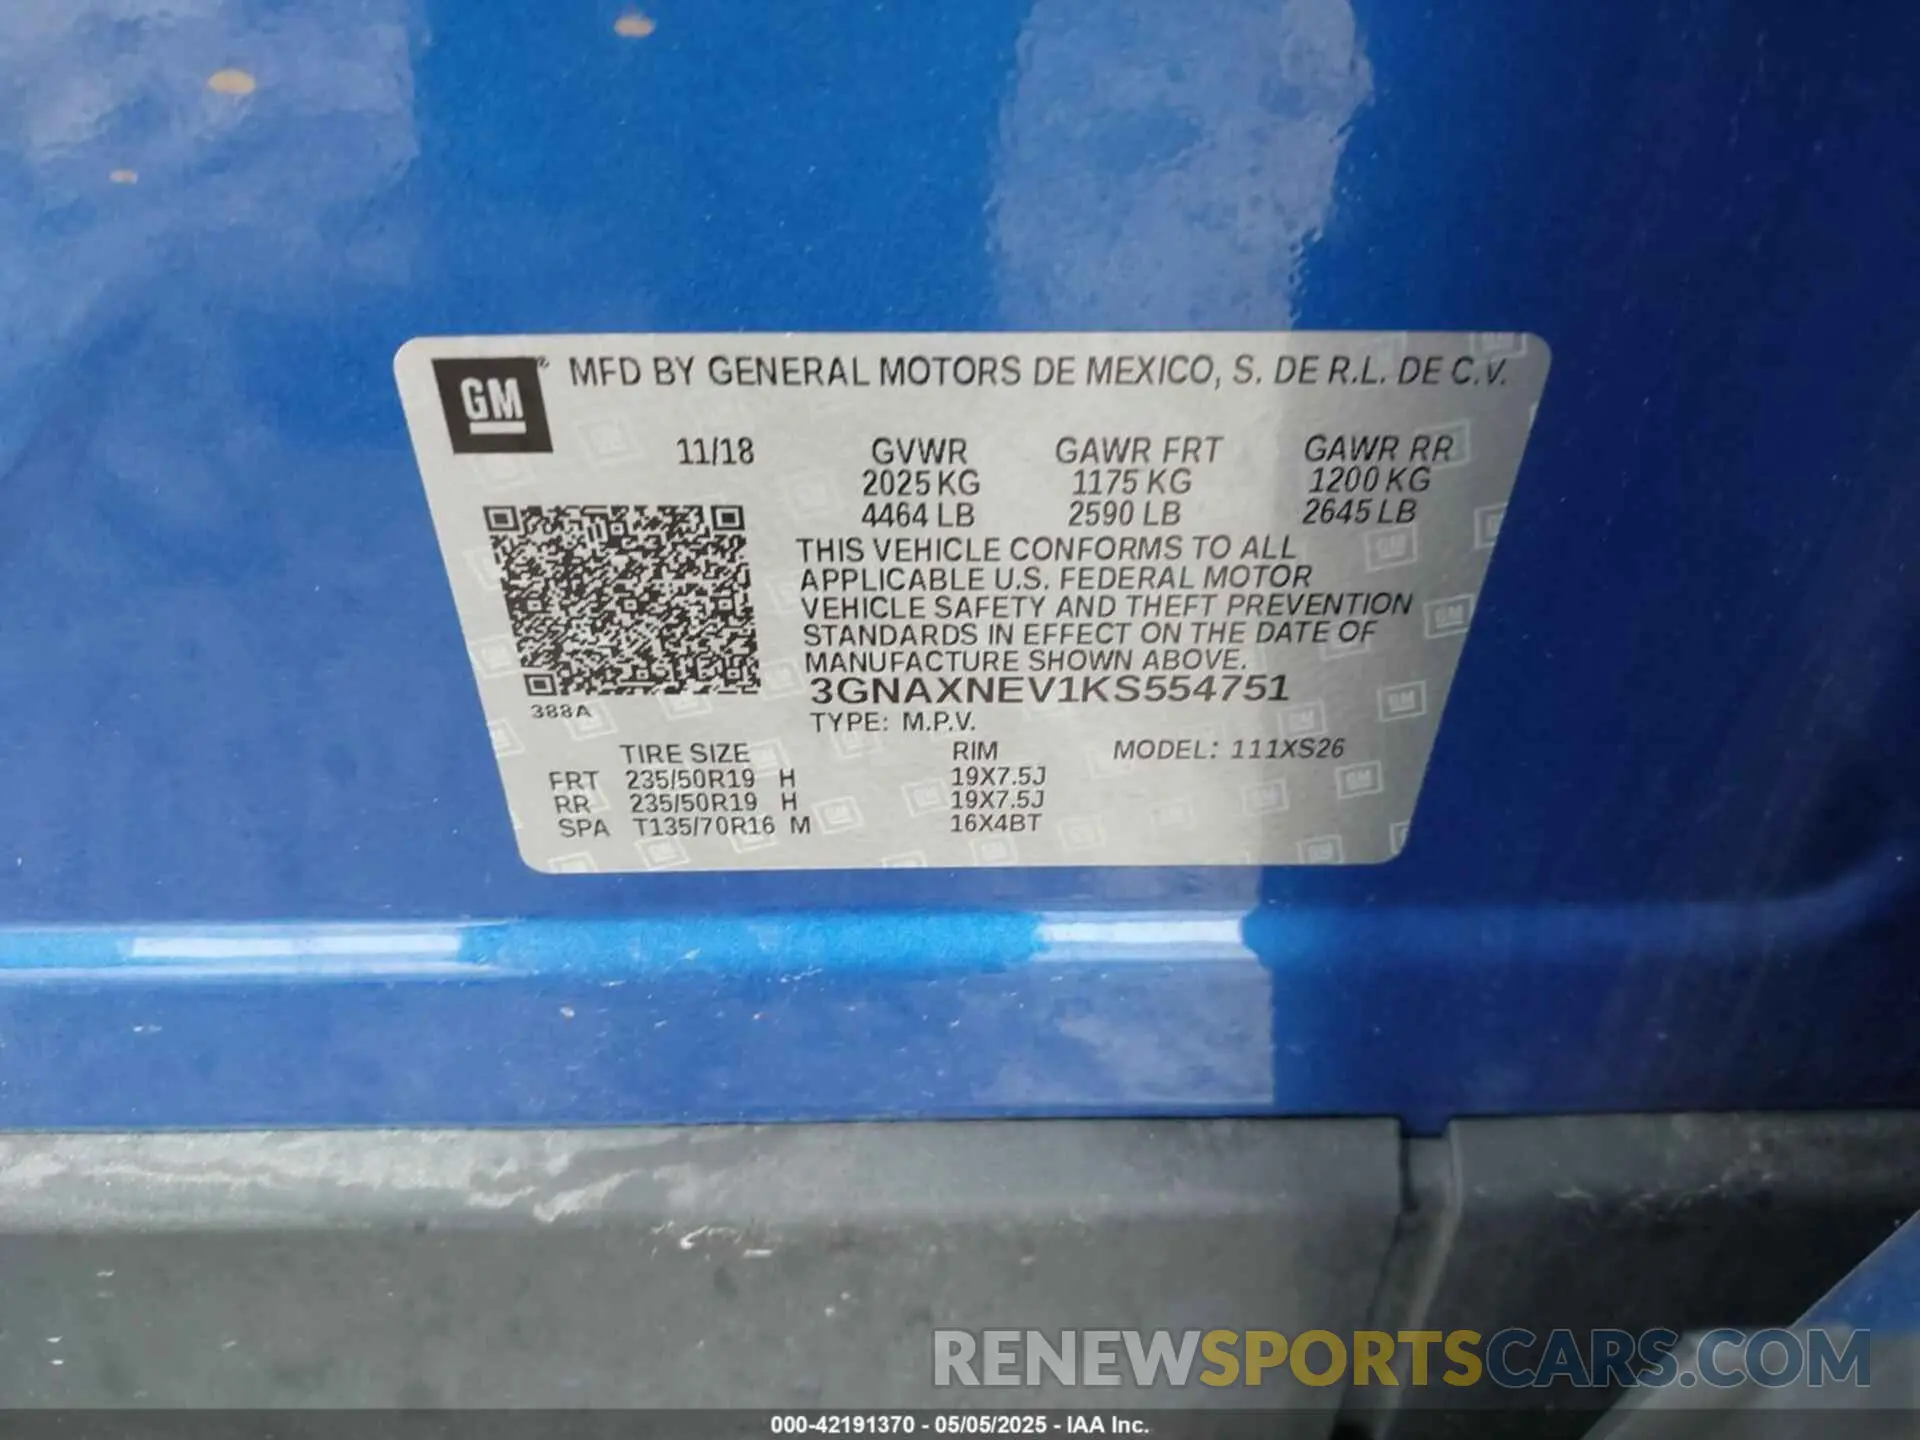 GM® MFD BY GENERAL MOTORS DE MEXICO, S. DE R.L. DE C.V.
11/18 GVWR GAWR FRT GAWR RR
2025 KG 1175 KG 1200 KG
4464 LB 2590 LB 2645 LB
THIS VEHICLE CONFORMS TO ALL
APPLICABLE U.S. FEDERAL MOTOR
VEHICLE SAFETY AND THEFT PREVENTION
STANDARDS IN EFFECT ON THE DATE OF
MANUFACTURE SHOWN ABOVE.
3GNAXNEV1KS554751
388A
TYPE: M.P.V.
TIRE SIZE RIM MODEL: 111XS26
FRT 235/50R19 H 19X7.5J
RR 235/50R19 H 19X7.5J
SPA T135/70R16 M 16X4BT
RENEWSPORTSCARS.COM
000-42191370 - 05/05/2025 - IAA Inc.